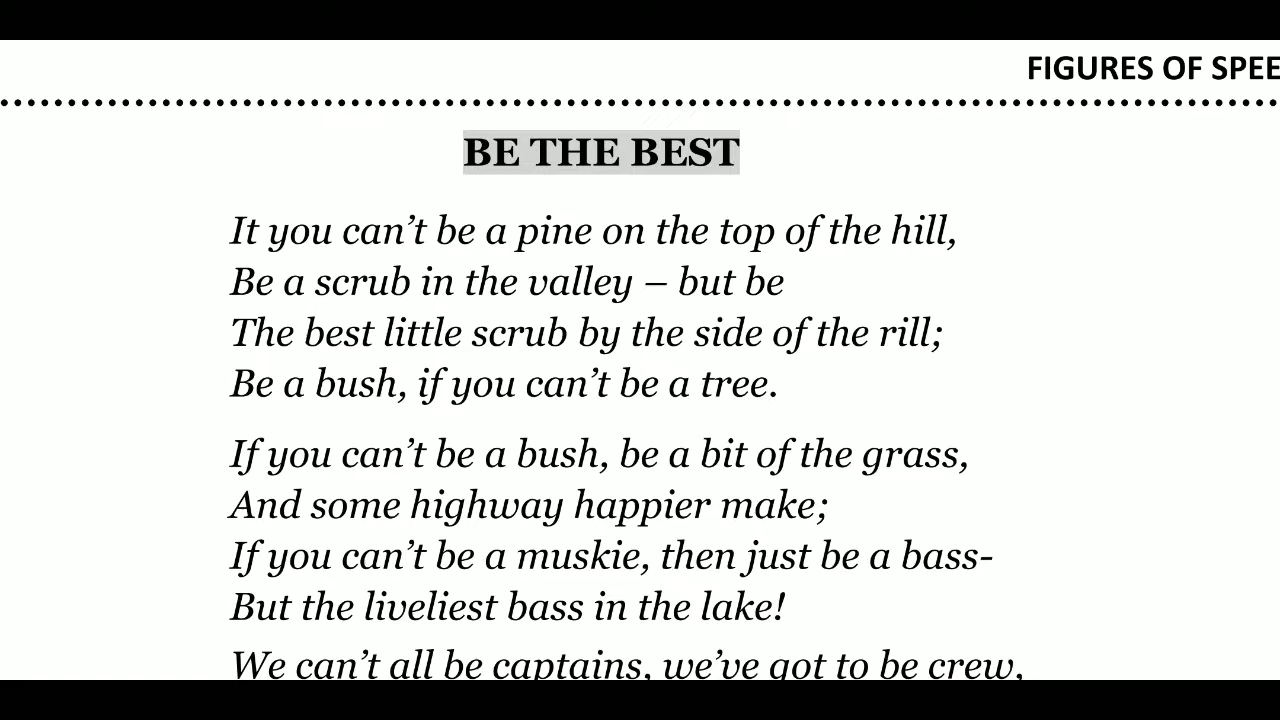 FIGURES OF SPEE
BE THE BEST
It you can’t be a pine on the top of the hill,
Be a scrub in the valley – but be
The best little scrub by the side of the rill;
Be a bush, if you can’t be a tree.
If you can’t be a bush, be a bit of the grass,
And some highway happier make;
If you can’t be a muskie, then just be a bass-
But the liveliest bass in the lake!
We can’t all be captains, we’ve got to be crew,